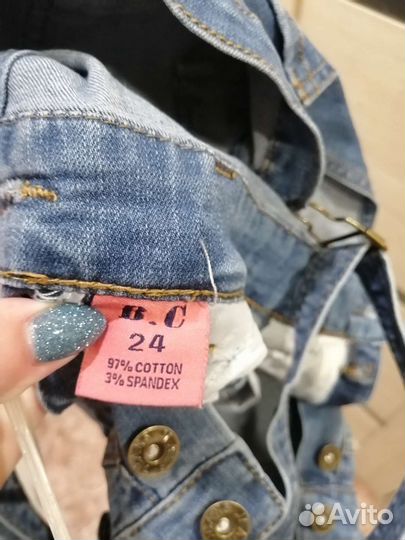 B.C
24
97% COTTON
3% SPANDEX
Avito